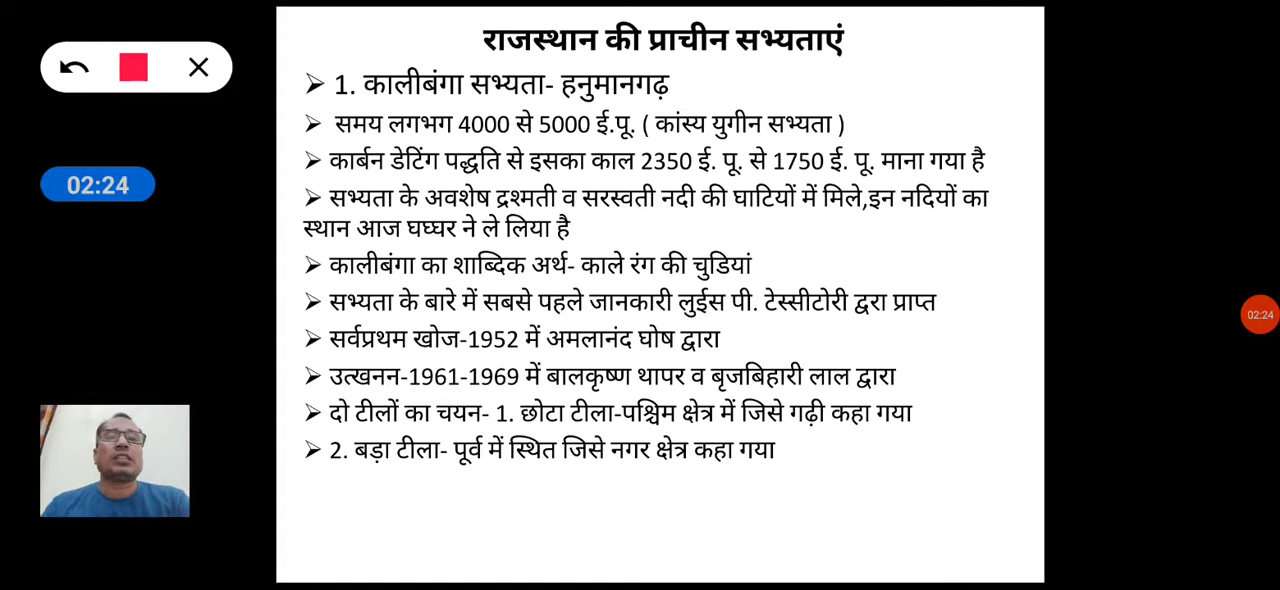 राजस्थान की प्राचीन सभ्यताएं
➢ 1. कालीबंगा सभ्यता- हनुमानगढ़
➢ समय लगभग 4000 से 5000 ई.पू. ( कांस्य युगीन सभ्यता )
02:24
➢ कार्बन डेटिंग पद्धति से इसका काल 2350 ई. पू. से 1750 ई. पू. माना गया है
➢ सभ्यता के अवशेष द्रश्मती व सरस्वती नदी की घाटियों में मिले,इन नदियों का
स्थान आज घघ्घर ने ले लिया है
➢ कालीबंगा का शाब्दिक अर्थ- काले रंग की चुडियां
➢ सभ्यता के बारे में सबसे पहले जानकारी लुईस पी. टेस्सीटोरी द्वरा प्राप्त
02:24
➢ सर्वप्रथम खोज-1952 में अमलानंद घोष द्वारा
➢ उत्खनन-1961-1969 में बालकृष्ण थापर व बृजबिहारी लाल द्वारा
➢ दो टीलों का चयन- 1. छोटा टीला-पश्चिम क्षेत्र में जिसे गढ़ी कहा गया
➢ 2. बड़ा टीला- पूर्व में स्थित जिसे नगर क्षेत्र कहा गया